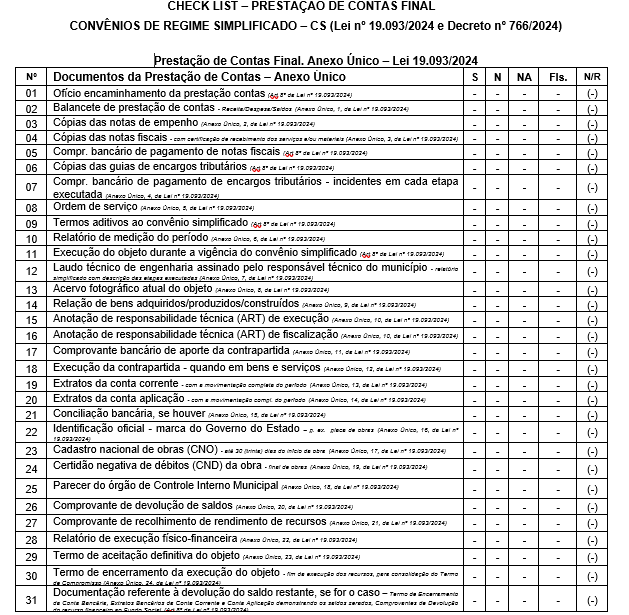 CHECK LIST – PRESTAÇÃO DE CONTAS FINAL
CONVÊNIOS DE REGIME SIMPLIFICADO – CS (Lei nº 19.093/2024 e Decreto nº 766/2024)
Prestação de Contas Final. Anexo Único – Lei 19.093/2024
Nº Documentos da Prestação de Contas – Anexo Único S N NA Fls. N/R
01 Ofício encaminhamento da prestação contas (Ad 8º da Lei nº 19.093/2024) - - - - (-)
02 Balancete de prestação de contas - Receita/Despesa/Saldos (Anexo Único, 1, da Lei nº 19.093/2024) - - - - (-)
03 Cópias das notas de empenho (Anexo Único, 2, da Lei nº 19.093/2024) - - - - (-)
04 Cópias das notas fiscais - com certificação de recebimento dos serviços e/ou materiais (Anexo Único, 3, da Lei nº 19.093/2024) - - - - (-)
05 Compr. bancário de pagamento de notas fiscais (Ad 8º da Lei nº 19.093/2024) - - - - (-)
06 Cópias das guias de encargos tributários (Ad 8º da Lei nº 19.093/2024) - - - - (-)
07 Compr. bancário de pagamento de encargos tributários - incidentes em cada etapa
executada (Anexo Único, 4, da Lei nº 19.093/2024) - - - - (-)
08 Ordem de serviço (Anexo Único, 5, da Lei nº 19.093/2024) - - - - (-)
09 Termos aditivos ao convênio simplificado (Ad 8º da Lei nº 19.093/2024) - - - - (-)
10 Relatório de medição do período (Anexo Único, 6, da Lei nº 19.093/2024) - - - - (-)
11 Execução do objeto durante a vigência do convênio simplificado (Ad 8º da Lei nº 19.093/2024) - - - - (-)
12 Laudo técnico de engenharia assinado pelo responsável técnico do município - relatório
simplificado com descrição das etapas executadas (Anexo Único, 7, da Lei nº 19.093/2024) - - - - (-)
13 Acervo fotográfico atual do objeto (Anexo Único, 8, da Lei nº 19.093/2024) - - - - (-)
14 Relação de bens adquiridos/produzidos/construídos (Anexo Único, 9, da Lei nº 19.093/2024) - - - - (-)
15 Anotação de responsabilidade técnica (ART) de execução (Anexo Único, 10, da Lei nº 19.093/2024) - - - - (-)
16 Anotação de responsabilidade técnica (ART) de fiscalização (Anexo Único, 10, da Lei nº 19.093/2024) - - - - (-)
17 Comprovante bancário de aporte da contrapartida (Anexo Único, 11, da Lei nº 19.093/2024) - - - - (-)
18 Execução da contrapartida - quando em bens e serviços (Anexo Único, 12, da Lei nº 19.093/2024) - - - - (-)
19 Extratos da conta corrente - com a movimentação completa do período (Anexo Único, 13, da Lei nº 19.093/2024) - - - - (-)
20 Extratos da conta aplicação - com a movimentação compl. do período (Anexo Único, 14, da Lei nº 19.093/2024) - - - - (-)
21 Conciliação bancária, se houver (Anexo Único, 15, da Lei nº 19.093/2024) - - - - (-)
22 Identificação oficial - marca do Governo do Estado – p. ex. placa de obras (Anexo Único, 16, da Lei nº
19.093/2024) - - - - (-)
23 Cadastro nacional de obras (CNO) - até 30 (trinta) dias do início da obra (Anexo Único, 17, da Lei nº 19.093/2024) - - - - (-)
24 Certidão negativa de débitos (CND) da obra - final de obras (Anexo Único, 19, da Lei nº 19.093/2024) - - - - (-)
25 Parecer do órgão de Controle Interno Municipal (Anexo Único, 18, da Lei nº 19.093/2024) - - - - (-)
26 Comprovante de devolução de saldos (Anexo Único, 20, da Lei nº 19.093/2024) - - - - (-)
27 Comprovante de recolhimento de rendimento de recursos (Anexo Único, 21, da Lei nº 19.093/2024) - - - - (-)
28 Relatório de execução físico-financeira (Anexo Único, 22, da Lei nº 19.093/2024) - - - - (-)
29 Termo de aceitação definitiva do objeto (Anexo Único, 23, da Lei nº 19.093/2024) - - - - (-)
30 Termo de encerramento da execução do objeto - fim de execução dos recursos, para consolidação do Termo
de Compromisso (Anexo Único, 24, da Lei nº 19.093/2024) - - - - (-)
31 Documentação referente à devolução do saldo restante, se for o caso – Termo de Encerramento
de Conta Bancária, Extratos Bancários da Conta Corrente e Conta Aplicação demonstrando os saldos zerados, Comprovantes de Devolução
8º da Lei nº 19.093/2024) - - - - (-)